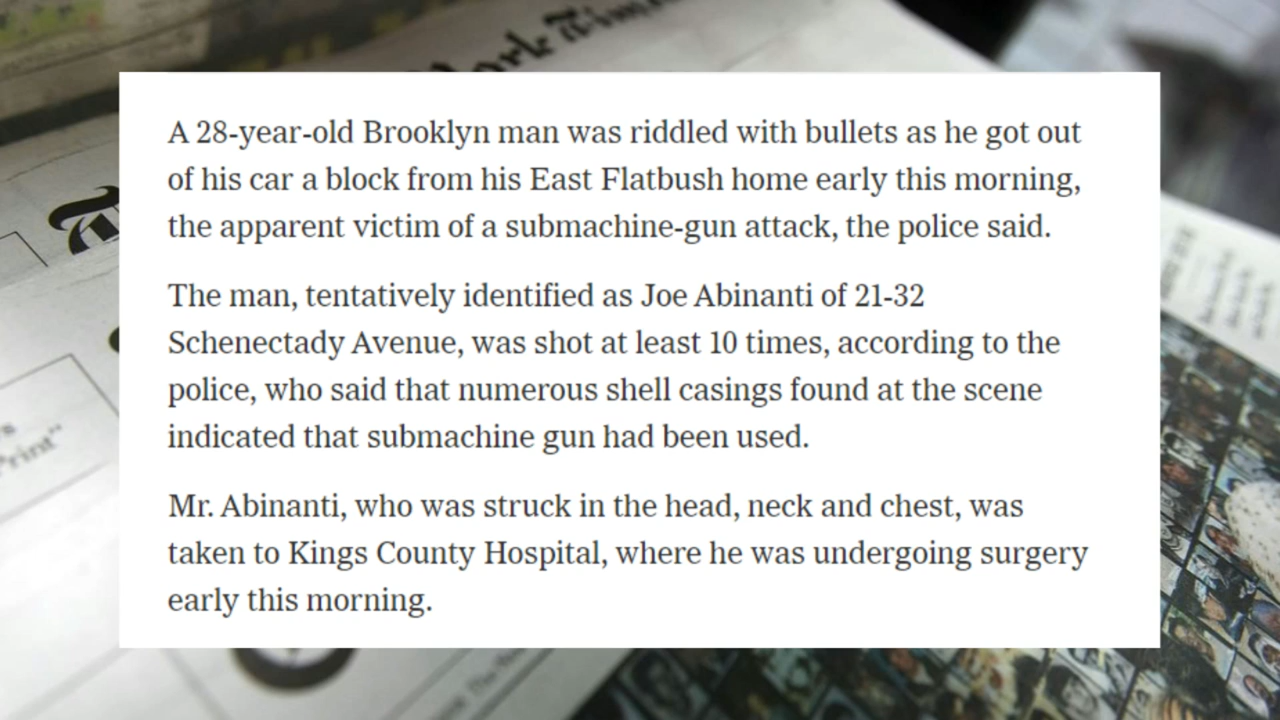 York Times
A 28-year-old Brooklyn man was riddled with bullets as he got out
of his car a block from his East Flatbush home early this morning,
the apparent victim of a submachine-gun attack, the police said.
The man, tentatively identified as Joe Abinanti of 21-32
Schenectady Avenue, was shot at least 10 times, according to the
police, who said that numerous shell casings found at the scene
indicated that submachine gun had been used.
Mr. Abinanti, who was struck in the head, neck and chest, was
taken to Kings County Hospital, where he was undergoing surgery
early this morning.